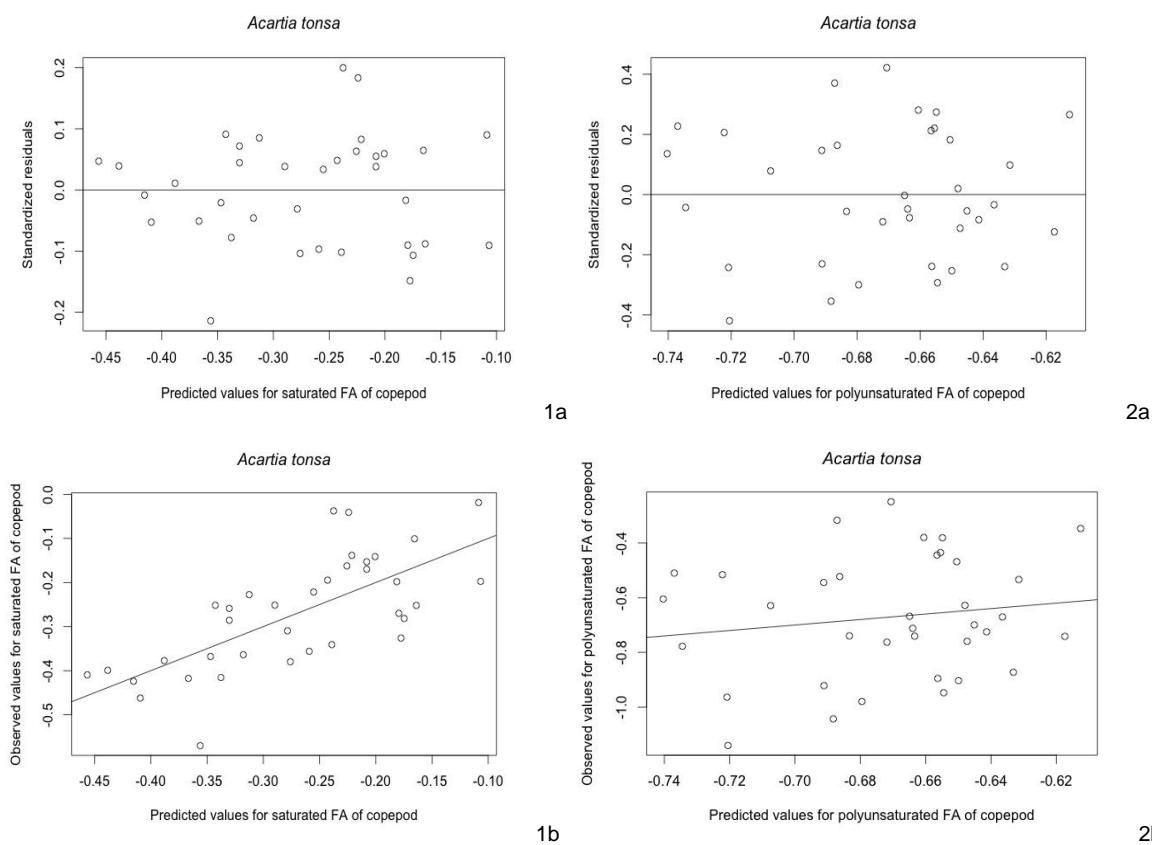 Acartia tonsa
Standardized residuals
0.2
0.1
0.0
-0.1
-0.2
-0.45 -0.40 -0.35 -0.30 -0.25 -0.20 -0.15 -0.10
Predicted values for saturated FA of copepod
1a
Acartia tonsa
Standardized residuals
0.4
0.2
0.0
-0.2
-0.4
-0.74 -0.72 -0.70 -0.68 -0.66 -0.64 -0.62
Predicted values for polyunsaturated FA of copepod
2a
Acartia tonsa
Observed values for saturated FA of copepod
0.0
-0.1
-0.2
-0.3
-0.4
-0.5
-0.45 -0.40 -0.35 -0.30 -0.25 -0.20 -0.15 -0.10
Predicted values for saturated FA of copepod
1b
Acartia tonsa
Observed values for polyunsaturated FA of copepod
-0.4
-0.6
-0.8
-1.0
-0.74 -0.72 -0.70 -0.68 -0.66 -0.64 -0.62
Predicted values for polyunsaturated FA of copepod